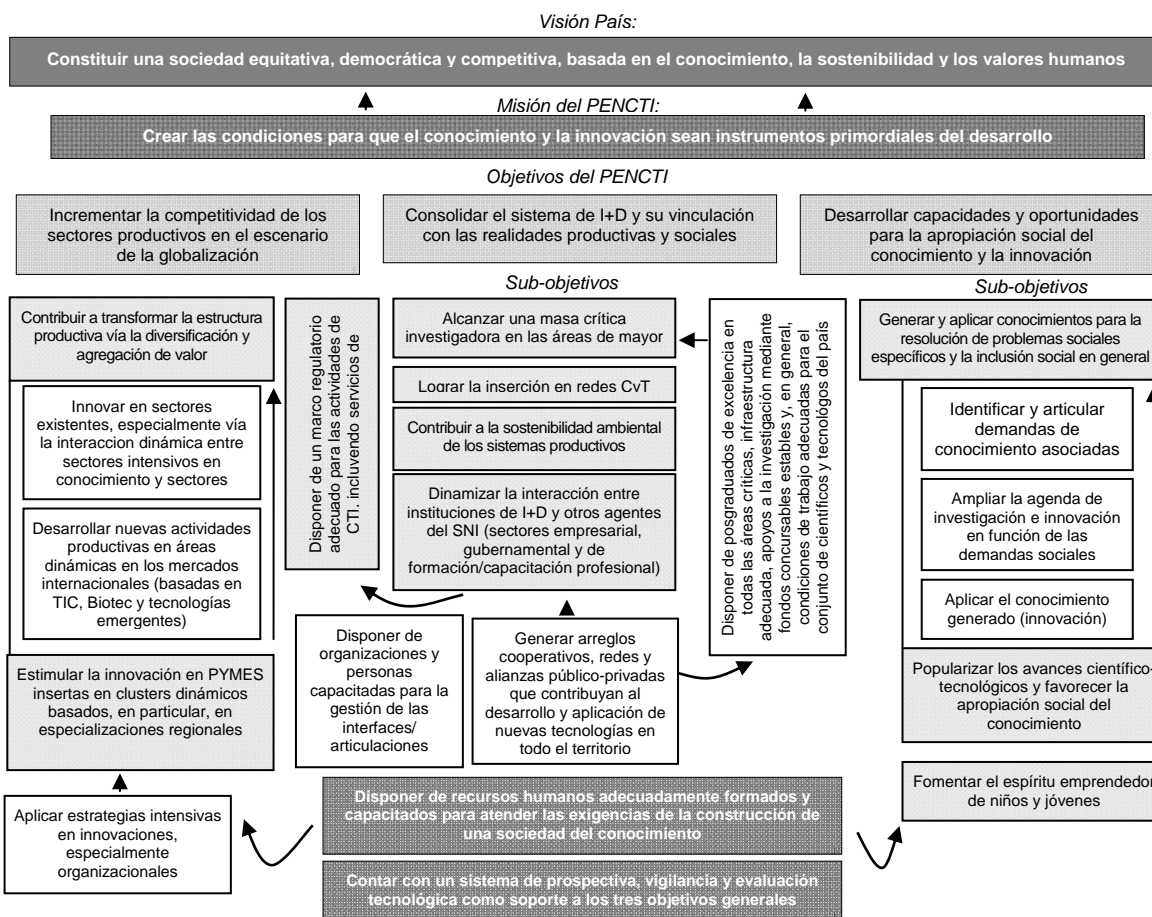 Visión País:
Constituir una sociedad equitativa, democrática y competitiva, basada en el conocimiento, la sostenibilidad y los valores humanos
Misión del PENCTI:
Crear las condiciones para que el conocimiento y la innovación sean instrumentos primordiales del desarrollo
Objetivos del PENCTI
Incrementar la competitividad de los
sectores productivos en el escenario
de la globalización
Consolidar el sistema de I+D y su vinculación
con las realidades productivas y sociales
Desarrollar capacidades y oportunidades
para la apropiación social del
conocimiento y la innovación
Sub-objetivos
Sub-objetivos
Contribuir a transformar la estructura
productiva vía la diversificación y
agregación de valor
Innovar en sectores
existentes, especialmente vía
la interaccion dinámica entre
sectores intensivos en
conocimiento y sectores
Desarrollar nuevas actividades
productivas en áreas
dinámicas en los mercados
internacionales (basadas en
TIC, Biotec y tecnologías
emergentes)
Estimular la innovación en PYMES
insertas en clusters dinámicos
basados, en particular, en
especializaciones regionales
Aplicar estrategias intensivas
en innovaciones,
especialmente
organizacionales
Disponer de un marco regulatorio
adecuado para las actividades de
CTI. incluyendo servicios de
Alcanzar una masa crítica
investigadora en las áreas de mayor
Lograr la inserción en redes CyT
Contribuir a la sostenibilidad ambiental
de los sistemas productivos
Dinamizar la interacción entre
instituciones de I+D y otros agentes
del SNI (sectores empresarial,
gubernamental y de
formación/capacitación profesional)
Disponer de
organizaciones y
personas
capacitadas para la
gestión de las
interfaces/
articulaciones
Generar arreglos
cooperativos, redes y
alianzas público-privadas
que contribuyan al
desarrollo y aplicación de
nuevas tecnologías en
todo el territorio
Disponer de posgraduados de excelencia en
todas las áreas críticas, infraestructura
adecuada, apoyos a la investigación mediante
fondos concursables estables y, en general,
condiciones de trabajo adecuadas para el
conjunto de científicos y tecnológos del país
Generar y aplicar conocimientos para la
resolución de problemas sociales
específicos y la inclusión social en general
Identificar y articular
demandas de
conocimiento asociadas
Ampliar la agenda de
investigación e innovación
en función de las
demandas sociales
Aplicar el conocimiento
generado (innovación)
Popularizar los avances científico-
tecnológicos y favorecer la
apropiación social del
conocimiento
Fomentar el espíritu emprendedor
de niños y jóvenes
Disponer de recursos humanos adecuadamente formados y
capacitados para atender las exigencias de la construcción de
una sociedad del conocimiento
Contar con un sistema de prospectiva, vigilancia y evaluación
tecnológica como soporte a los tres objetivos generales